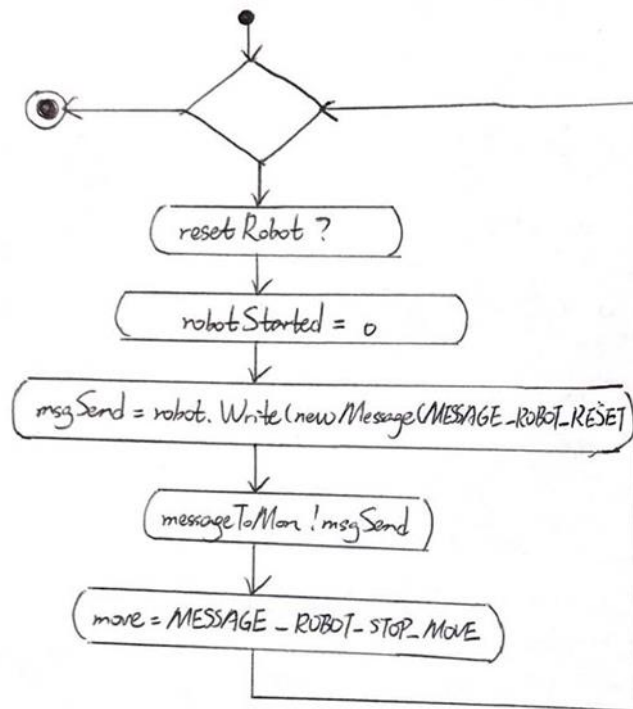 reset Robot ?
robotStarted = 0
msgSend = robot.Write(new Message(MESSAGE_ROBOT_RESET
messageToMon ! msgSend
move = MESSAGE_ROBOT_STOP_MOVE